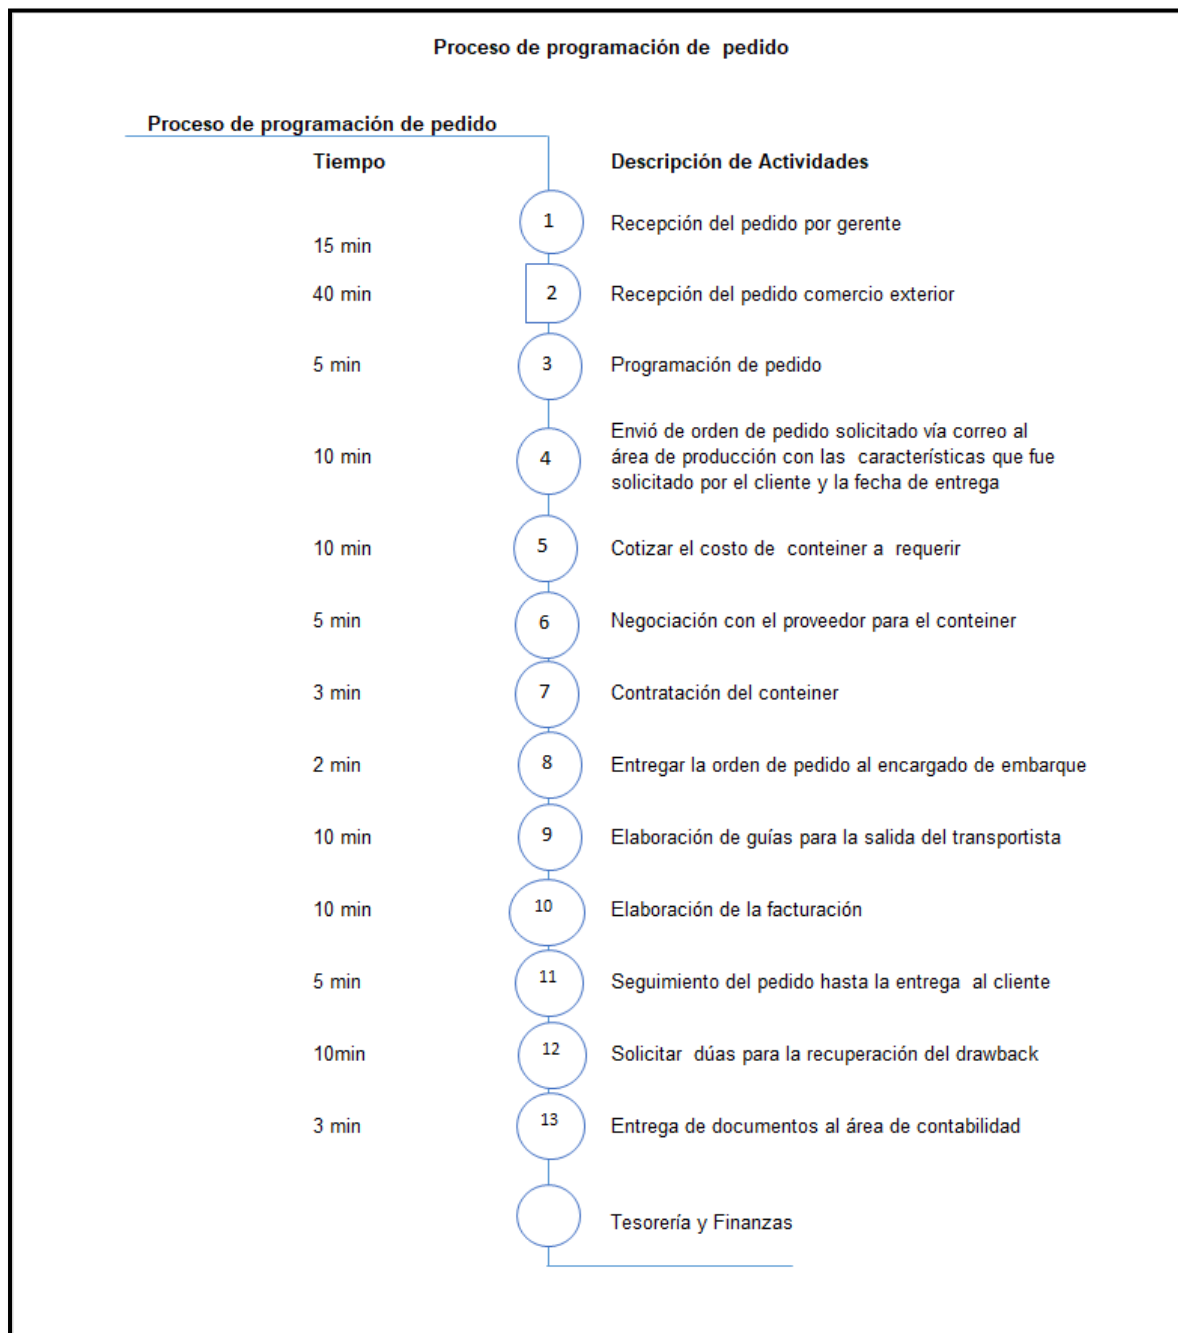 Proceso de programación de pedido
Proceso de programación de pedido
Tiempo Descripción de Actividades
1 Recepción del pedido por gerente
15 min
40 min 2 Recepción del pedido comercio exterior
5 min 3 Programación de pedido
Envió de orden de pedido solicitado vía correo al
10 min 4 área de producción con las características que fue
solicitado por el cliente y la fecha de entrega
10 min 5 Cotizar el costo de conteiner a requerir
5 min 6 Negociación con el proveedor para el conteiner
3 min 7 Contratación del conteiner
2 min 8 Entregar la orden de pedido al encargado de embarque
10 min 9 Elaboración de guías para la salida del transportista
10 min 10 Elaboración de la facturación
5 min 11 Seguimiento del pedido hasta la entrega al cliente
10min 12 Solicitar dúas para la recuperación del drawback
3 min 13 Entrega de documentos al área de contabilidad
Tesorería y Finanzas